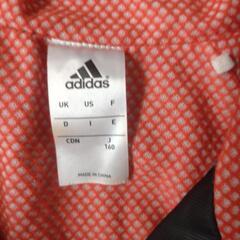 adidas
UK US F
D I E
CDN J
160
MADE IN CHINA